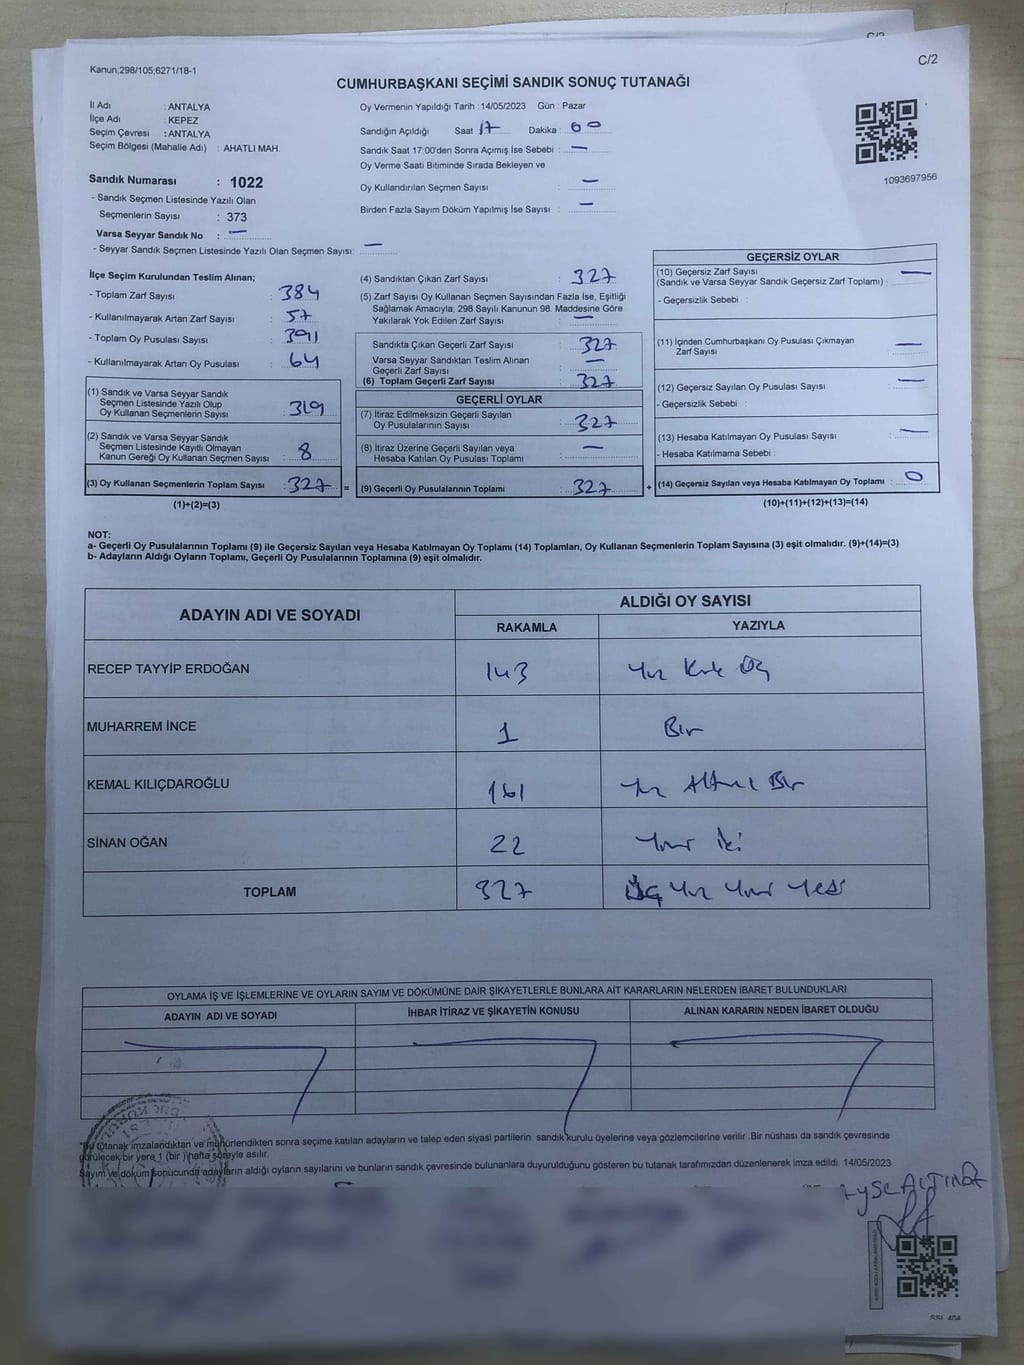 C/2
Kanun;298/105;6271/18-1
C/2
CUMHURBAŞKANI SEÇİMİ SANDIK SONUÇ TUTANAĞI
İl Adı : ANTALYA
İlçe Adı : KEPEZ
Seçim Çevresi : ANTALYA
Seçim Bölgesi (Mahalle Adı) : AHATLI MAH.
Sandık Numarası : 1022
- Sandık Seçmen Listesinde Yazılı Olan
Seçmenlerin Sayısı : 373
Varsa Seyyar Sandık No : —
- Seyyar Sandık Seçmen Listesinde Yazılı Olan Seçmen Sayısı: —
Oy Vermenin Yapıldığı Tarih : 14/05/2023 Gün : Pazar
Sandığın Açıldığı Saat : 17 Dakika : 00
Sandık Saat 17:00'den Sonra Açımış İse Sebebi : —
Oy Verme Saati Bitiminde Sırada Bekleyen ve
Oy Kullandırılan Seçmen Sayısı : —
Birden Fazla Sayım Döküm Yapılmış İse Sayısı : —
1093697956
İlçe Seçim Kurulundan Teslim Alınan;
- Toplam Zarf Sayısı : 384
- Kullanılmayarak Artan Zarf Sayısı : 57
- Toplam Oy Pusulası Sayısı : 391
- Kullanılmayarak Artan Oy Pusulası : 64
(1) Sandık ve Varsa Seyyar Sandık
Seçmen Listesinde Yazılı Olup
Oy Kullanan Seçmenlerin Sayısı : 319
(2) Sandık ve Varsa Seyyar Sandık
Seçmen Listesinde Kayıtlı Olmayan
Kanun Gereği Oy Kullanan Seçmen Sayısı : 8
(3) Oy Kullanan Seçmenlerin Toplam Sayısı : 327 =
(1)+(2)=(3)
(4) Sandıktan Çıkan Zarf Sayısı : 327
(5) Zarf Sayısı Oy Kullanan Seçmen Sayısından Fazla İse, Eşitliği
Sağlamak Amacıyla, 298 Sayılı Kanunun 98. Maddesine Göre
Yakılarak Yok Edilen Zarf Sayısı : —
Sandıkta Çıkan Geçerli Zarf Sayısı : 327
Varsa Seyyar Sandıktan Teslim Alınan
Geçerli Zarf Sayısı : —
(6) Toplam Geçerli Zarf Sayısı : 327
GEÇERLİ OYLAR
(7) İtiraz Edilmeksizin Geçerli Sayılan
Oy Pusulalarının Sayısı : 327
(8) İtiraz Üzerine Geçerli Sayılan veya
Hesaba Katılan Oy Pusulası Toplamı : —
(9) Geçerli Oy Pusulalarının Toplamı : 327 +
GEÇERSİZ OYLAR
(10) Geçersiz Zarf Sayısı
(Sandık ve Varsa Seyyar Sandık Geçersiz Zarf Toplamı) : —
- Geçersizlik Sebebi :
(11) İçinden Cumhurbaşkanı Oy Pusulası Çıkmayan
Zarf Sayısı : —
(12) Geçersiz Sayılan Oy Pusulası Sayısı : —
- Geçersizlik Sebebi :
(13) Hesaba Katılmayan Oy Pusulası Sayısı : —
- Hesaba Katılmama Sebebi :
(14) Geçersiz Sayılan veya Hesaba Katılmayan Oy Toplamı : 0
(10)+(11)+(12)+(13)=(14)
NOT:
a- Geçerli Oy Pusulalarının Toplamı (9) ile Geçersiz Sayılan veya Hesaba Katılmayan Oy Toplamı (14) Toplamları, Oy Kullanan Seçmenlerin Toplam Sayısına (3) eşit olmalıdır. (9)+(14)=(3)
b- Adayların Aldığı Oyların Toplamı, Geçerli Oy Pusulalarının Toplamına (9) eşit olmalıdır.
ADAYIN ADI VE SOYADI ALDIĞI OY SAYISI
RAKAMLA YAZIYLA
RECEP TAYYİP ERDOĞAN 143 Yüz Kırk Üç
MUHARREM İNCE 1 Bir
KEMAL KILIÇDAROĞLU 161 Yüz Altmış Bir
SİNAN OĞAN 22 Yirmi iki
TOPLAM 327 Üç Yüz Yirmi Yedi
OYLAMA İŞ VE İŞLEMLERİNE VE OYLARIN SAYIM VE DÖKÜMÜNE DAİR ŞİKAYETLERLE BUNLARA AİT KARARLARIN NELERDEN İBARET BULUNDUKLARI
ADAYIN ADI VE SOYADI İHBAR İTİRAZ VE ŞİKAYETİN KONUSU ALINAN KARARIN NEDEN İBARET OLDUĞU
*Bu tutanak imzalandıktan ve mühürlendikten sonra seçime katılan adayların ve talep eden siyasi partilerin sandık kurulu üyelerine veya gözlemcilerine verilir .Bir nüshası da sandık çevresinde
görülecek bir yere 1 (bir ) hafta süreyle asılır.
Sayım ve döküm sonucunda adayların aldığı oyların sayılarını ve bunların sandık çevresinde bulunanlara duyurulduğunu gösteren bu tutanak tarafımızdan düzenlenerek imza edildi. 14/05/2023